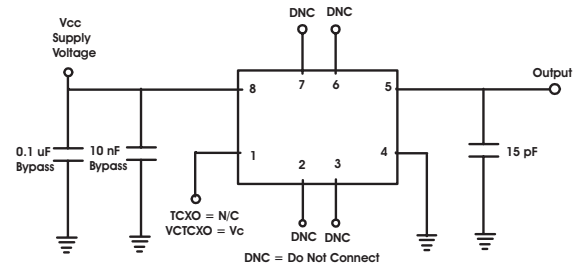 DNC DNC
Vcc
Supply
Voltage
Output
8 7 6 5
0.1 uF
Bypass
10 nF
Bypass
1 2 3 4
15 pF
TCXO = N/C
VCTCXO = Vc
DNC DNC
DNC = Do Not Connect